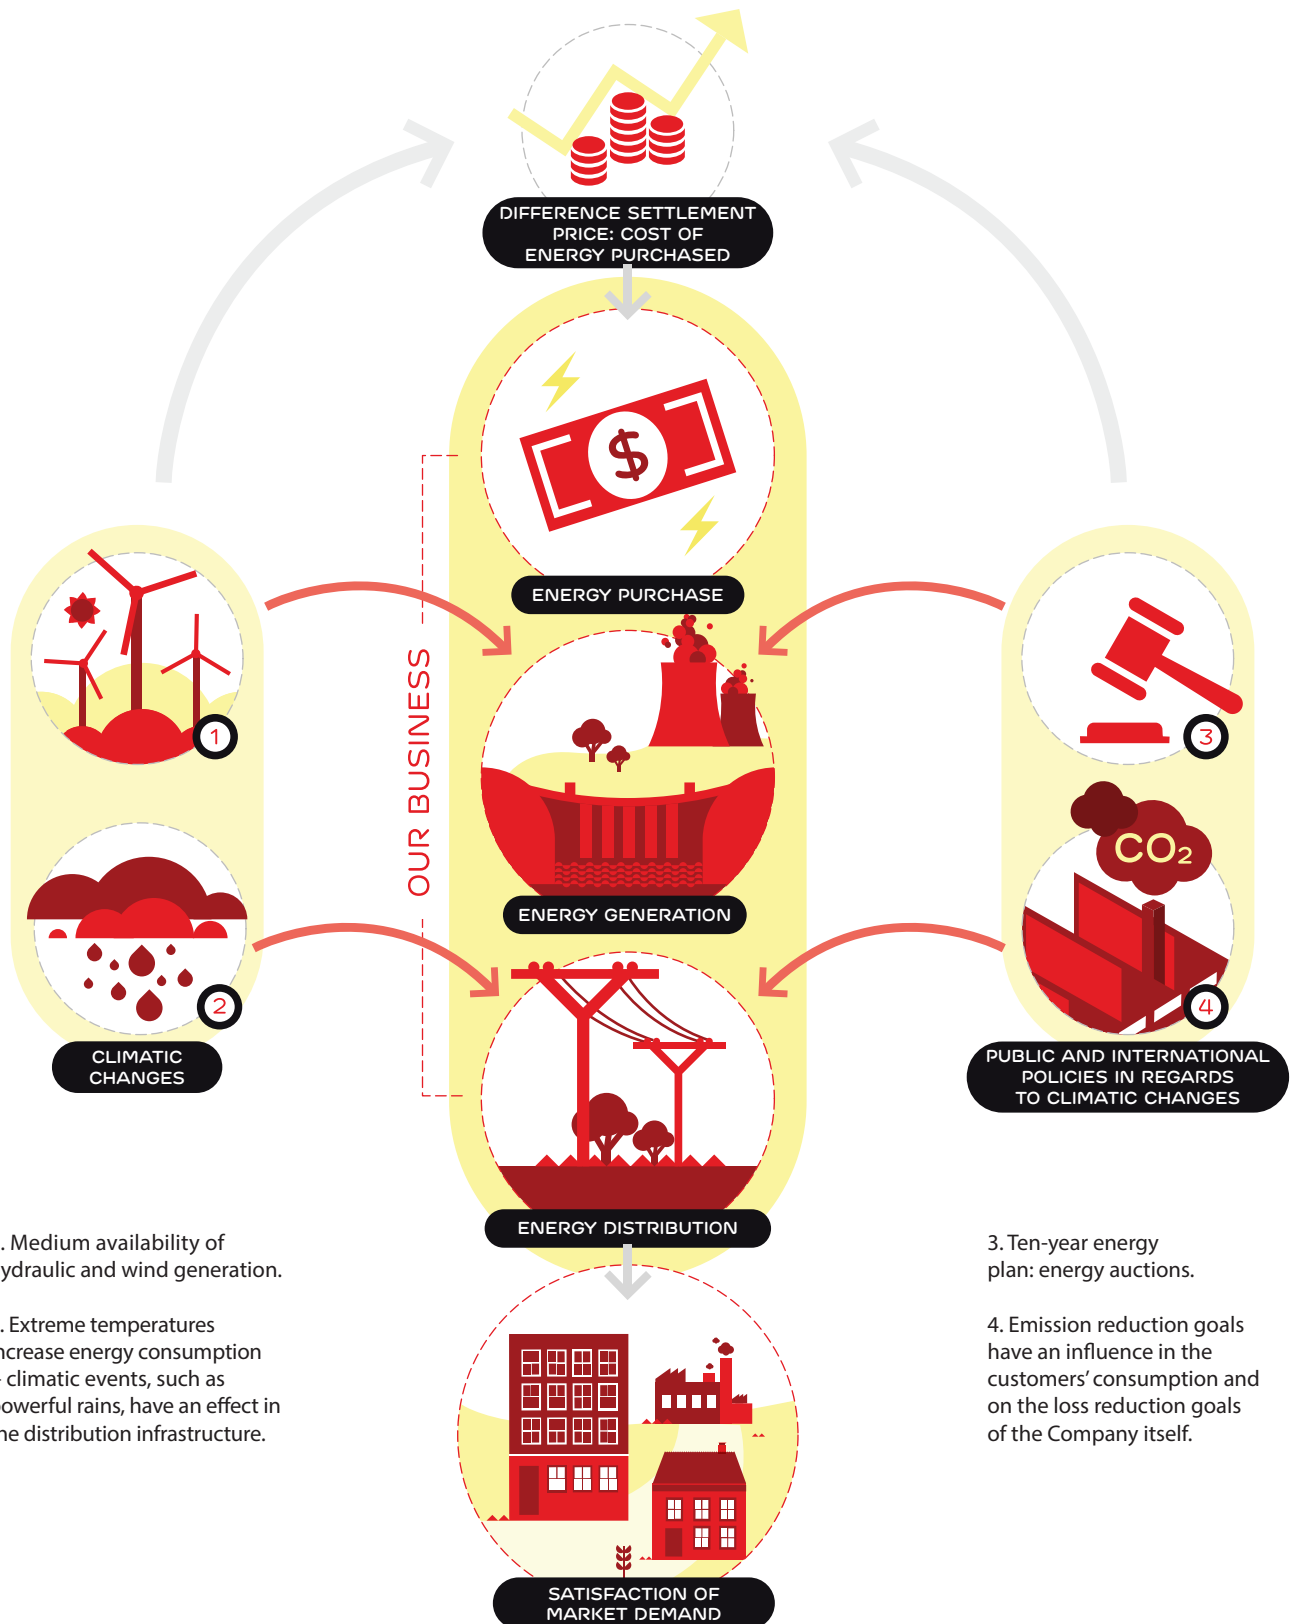 DIFFERENCE SETTLEMENT
PRICE: COST OF
ENERGY PURCHASED
$
ENERGY PURCHASE
OUR BUSINESS
ENERGY GENERATION
ENERGY DISTRIBUTION
SATISFACTION OF
MARKET DEMAND
1
2
CLIMATIC
CHANGES
3
CO₂
4
PUBLIC AND INTERNATIONAL
POLICIES IN REGARDS
TO CLIMATIC CHANGES
. Medium availability of
ydraulic and wind generation.
. Extreme temperatures
ncrease energy consumption
climatic events, such as
powerful rains, have an effect in
he distribution infrastructure.
3. Ten-year energy
plan: energy auctions.
4. Emission reduction goals
have an influence in the
customers’ consumption and
on the loss reduction goals
of the Company itself.